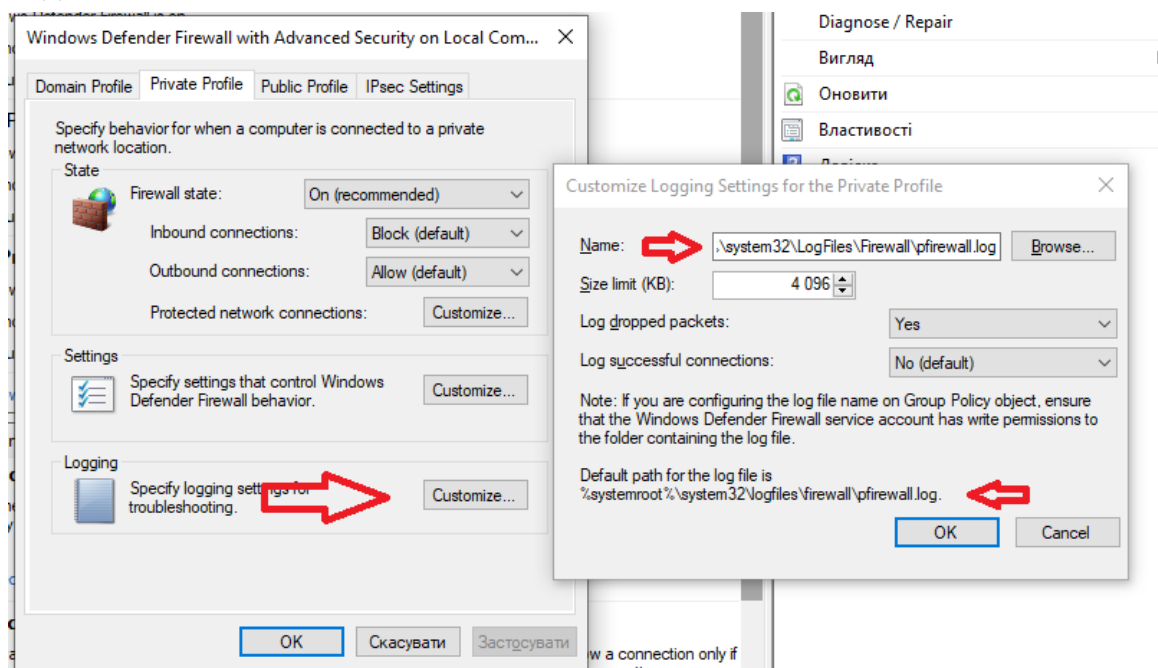 Windows Defender Firewall with Advanced Security on Local Com...
Domain Profile Private Profile Public Profile IPsec Settings
Specify behavior for when a computer is connected to a private
network location.
State
Firewall state: On (recommended)
Inbound connections: Block (default)
Outbound connections: Allow (default)
Protected network connections: Customize...
Settings
Specify settings that control Windows
Defender Firewall behavior.
Customize...
Logging
Specify logging settings for
troubleshooting.
Customize...
OK Скасувати Застосувати
Diagnose / Repair
Вигляд
Оновити
Властивості
Customize Logging Settings for the Private Profile
Name: \system32\LogFiles\Firewall\pfirewall.log Browse...
Size limit (KB): 4 096
Log dropped packets: Yes
Log successful connections: No (default)
Note: If you are configuring the log file name on Group Policy object, ensure
that the Windows Defender Firewall service account has write permissions to
the folder containing the log file.
Default path for the log file is
%systemroot%\system32\logfiles\firewall\pfirewall.log.
OK Cancel
w a connection only if